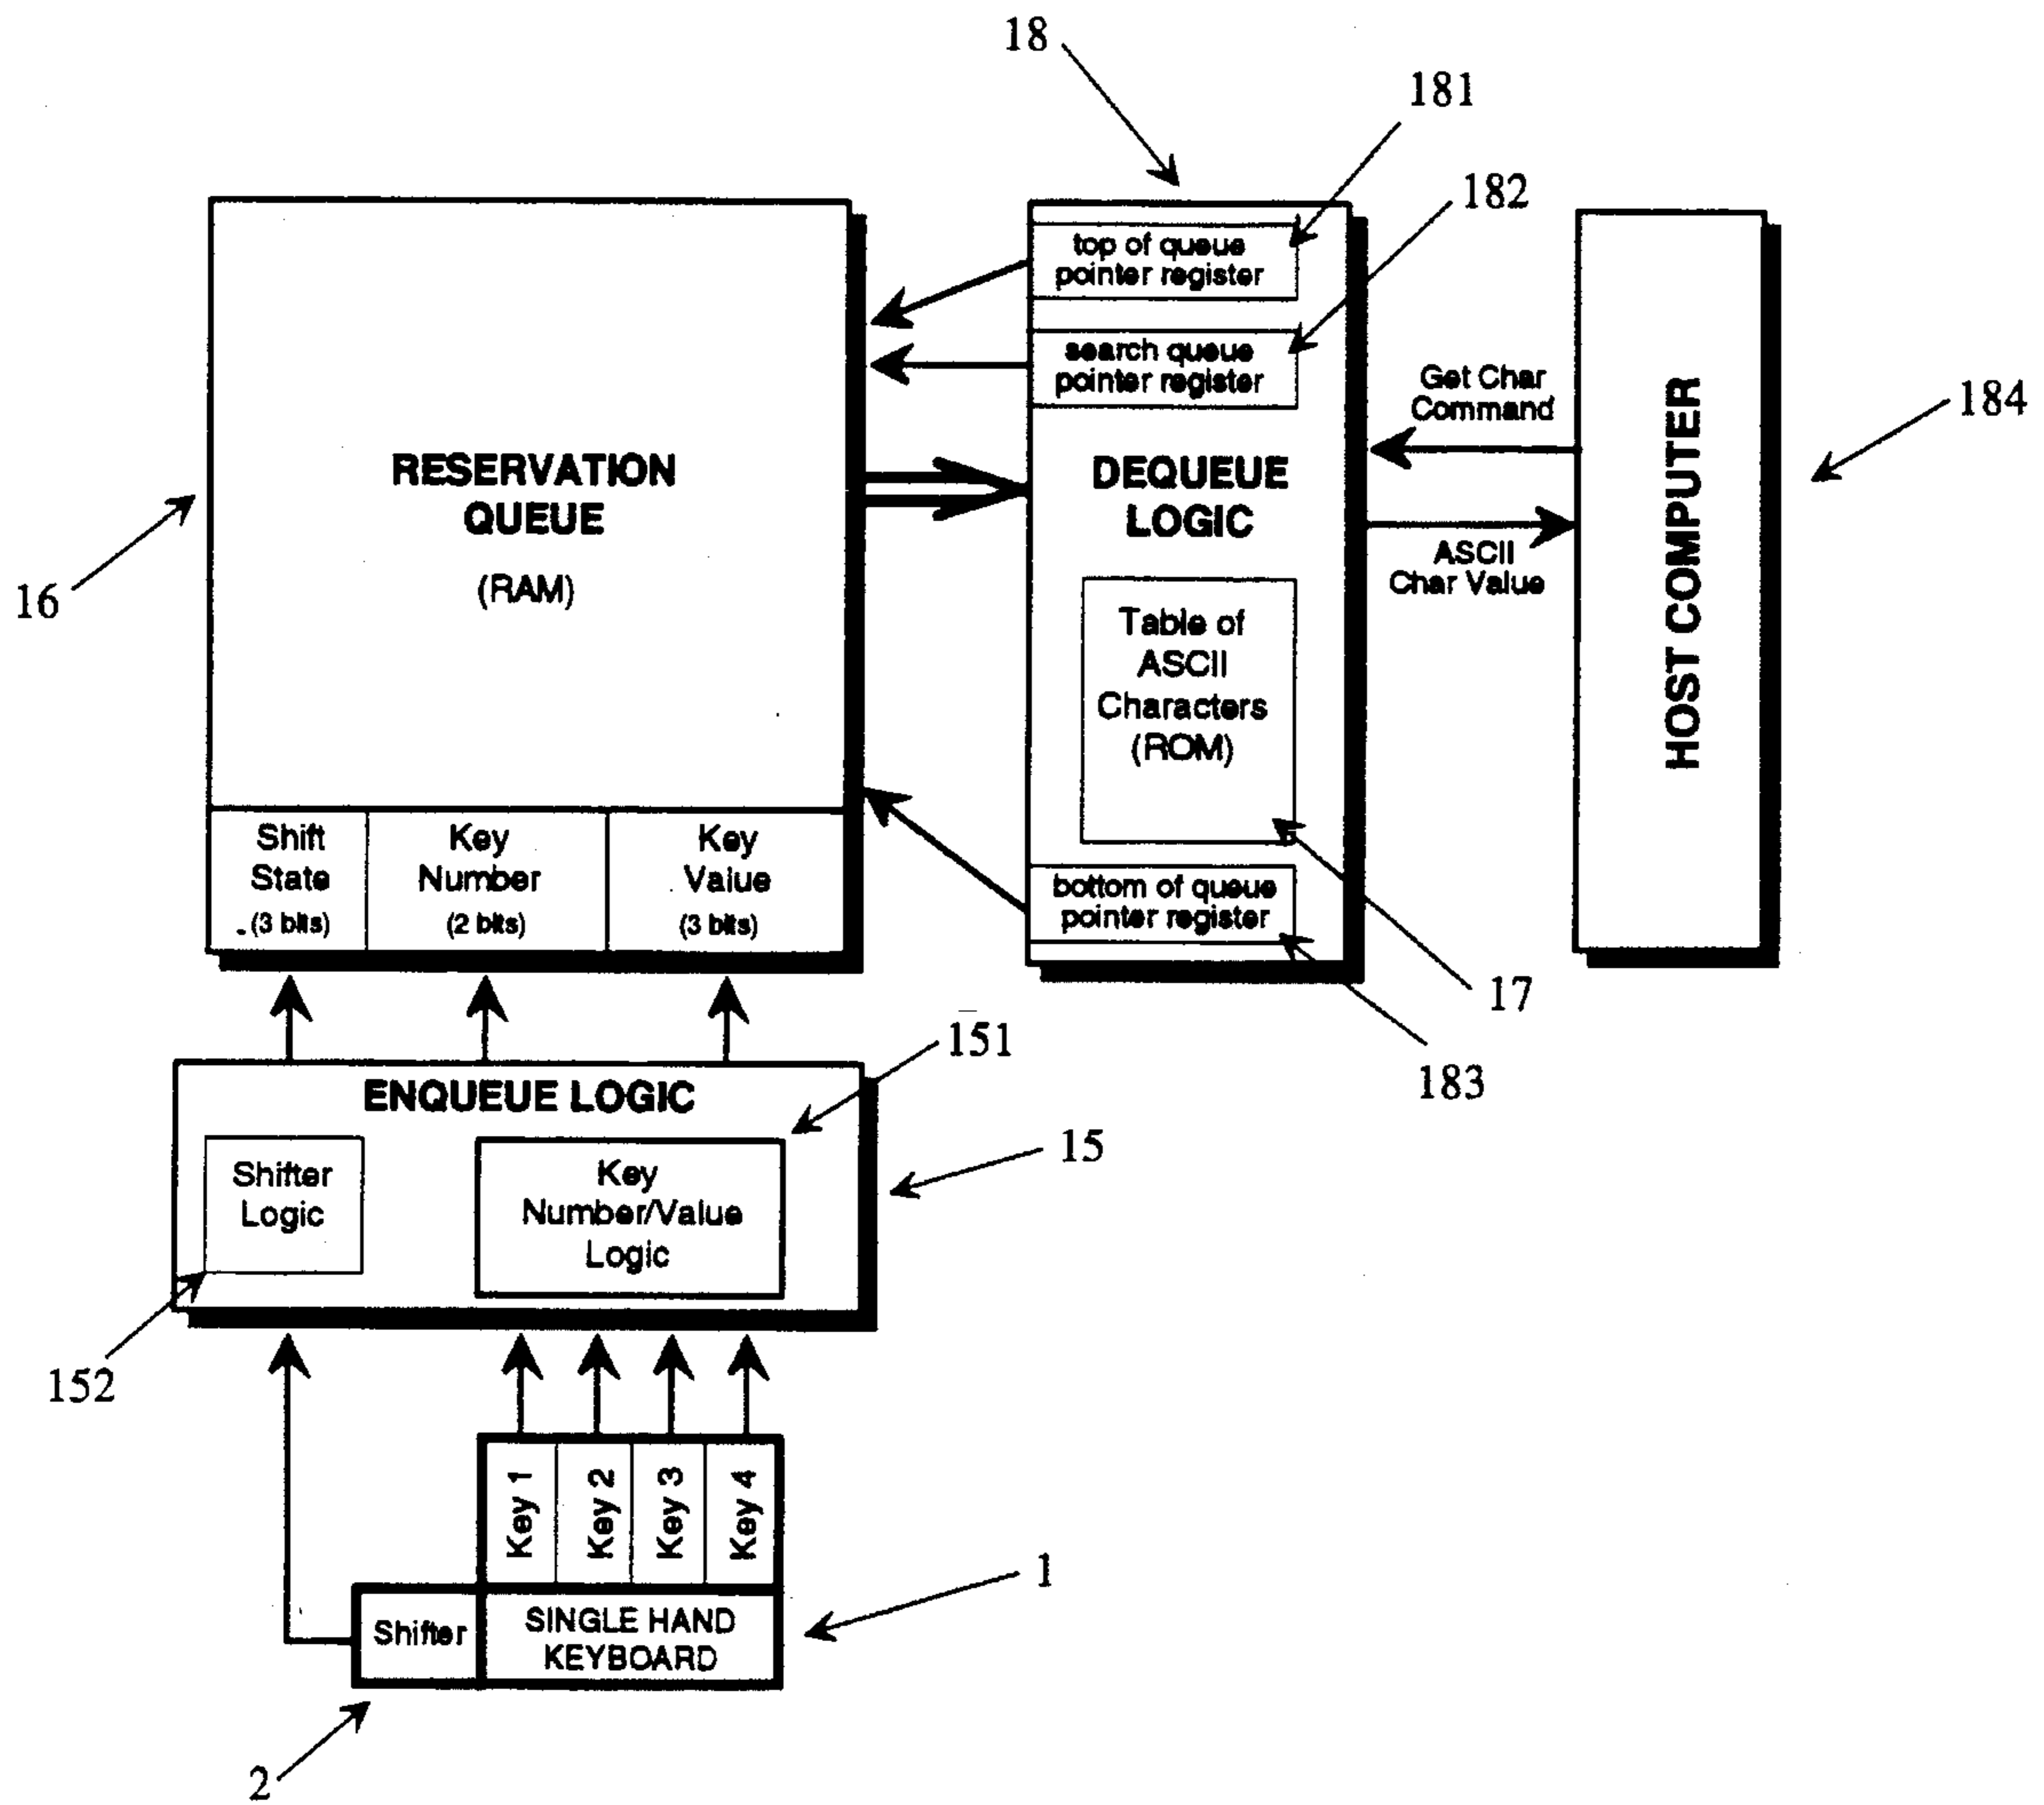 18
181
182
top of queue
pointer register
search queue
pointer register
Get Char
Command
184
RESERVATION
QUEUE
(RAM)
DEQUEUE
LOGIC
HOST COMPUTER
ASCII
Char Value
16
Table of
ASCII
Characters
(ROM)
Shift
State
(3 bits)
Key
Number
(2 bits)
Key
Value
(3 bits)
bottom of queue
pointer register
17
183
151
ENQUEUE LOGIC
15
Shifter
Logic
Key
Number/Value
Logic
152
Key 1
Key 2
Key 3
Key 4
1
Shifter
SINGLE HAND
KEYBOARD
2